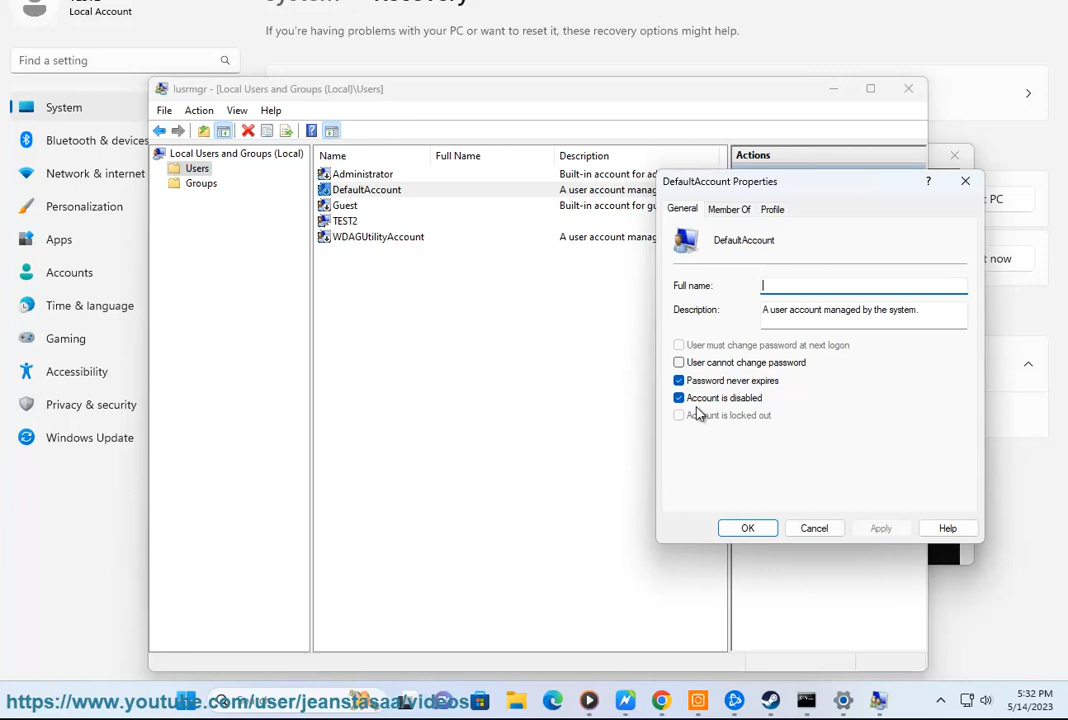 Local Account
If you're having problems with your PC or want to reset it, these recovery options might help.
Find a setting
System
Bluetooth & devices
Network & internet
Personalization
Apps
Accounts
Time & language
Gaming
Accessibility
Privacy & security
Windows Update
lusrmgr - [Local Users and Groups (Local)\Users]
File Action View Help
Local Users and Groups (Local)
Users
Groups
Name Full Name Description
Administrator Built-in account for ad
DefaultAccount A user account manag
Guest Built-in account for gu
TEST2
WDAGUtilityAccount A user account manag
Actions
PC
now
DefaultAccount Properties ?
General Member Of Profile
DefaultAccount
Full name:
Description: A user account managed by the system.
User must change password at next logon
User cannot change password
Password never expires
Account is disabled
Account is locked out
OK Cancel Apply Help
https://www.youtube.com/user/jeanstasaa/videos
5:32 PM
5/14/2023